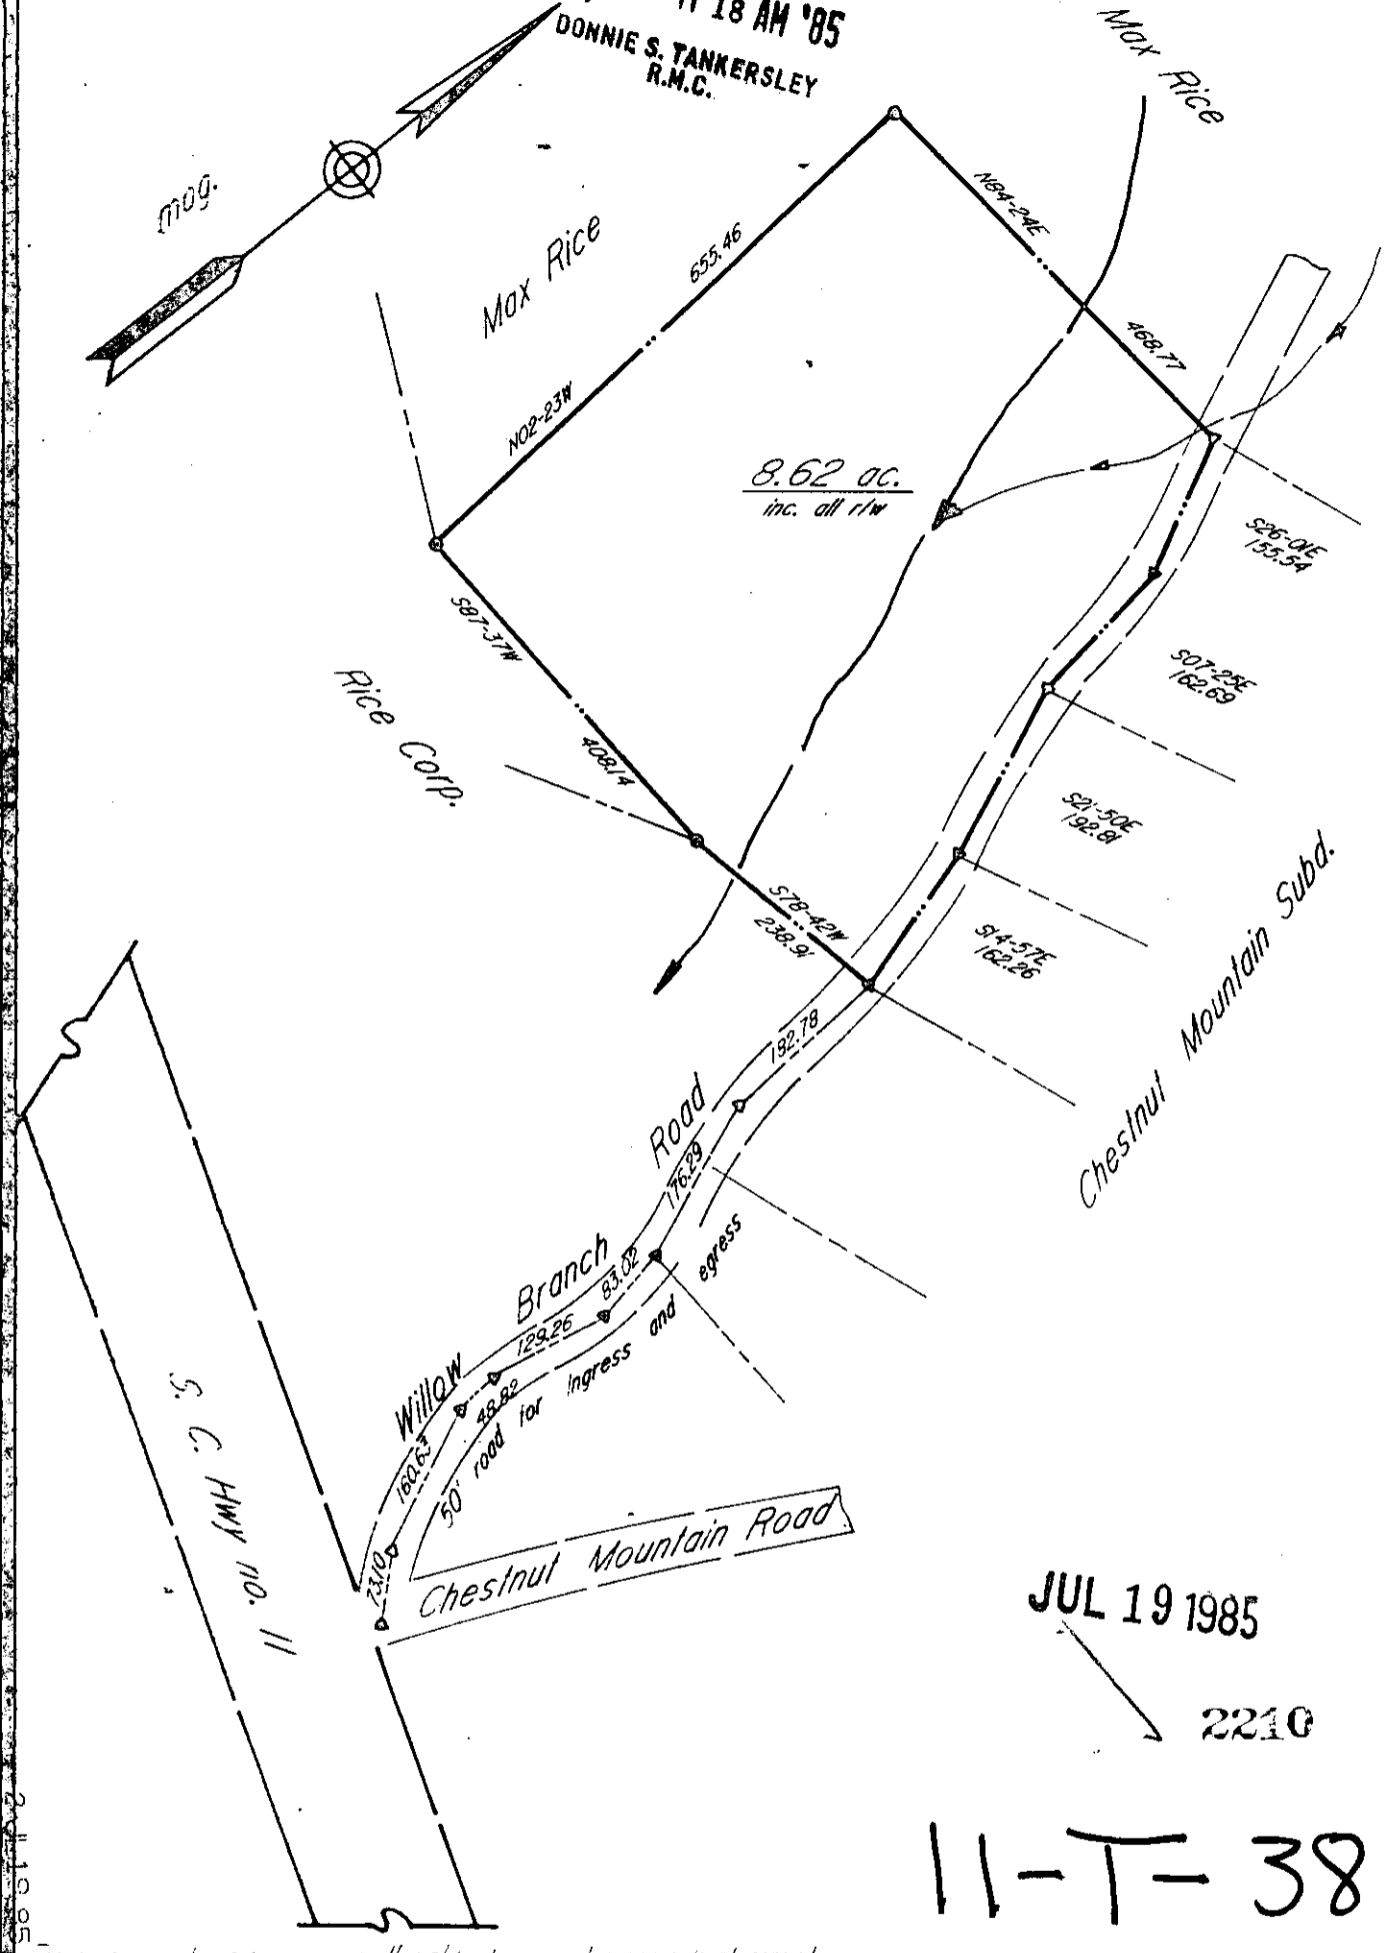 18 AM '85
DONNIE S. TANKERSLEY
R.M.C.
Max Rice
mag.
Max Rice
N84-24E
468.77
655.46
N02-23W
8.62 ac.
inc. all r/w
S26-01E
155.54
S87-37W
408.14
S07-25E
162.69
Rice Corp.
S21-50E
192.81
S78-42W
238.91
S14-57E
162.26
Chestnut Mountain Subd.
182.78
176.29
83.02
129.26
48.82
160.63
73.10
Willow Branch Road
50' road for ingress and egress
Chestnut Mountain Road
S. C. HWY no. 11
JUL 19 1985
2210
11-T-38